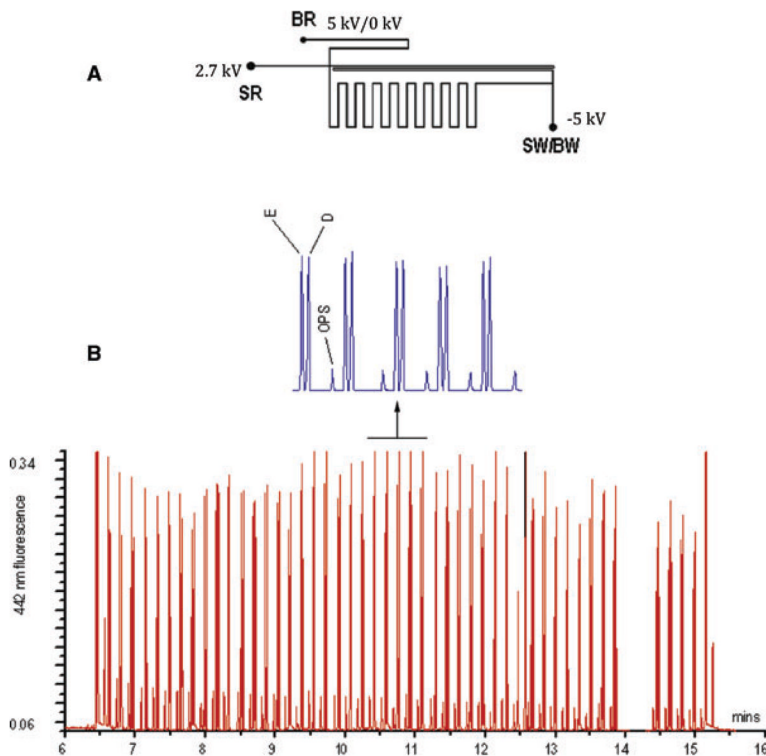 BR 5 kV/0 kV
A
2.7 kV
SR
-5 kV
SW/BW
E
D
OPS
B
0.34
442 nm fluorescence
0.06
mins
6 7 8 9 10 11 12 13 14 15 16